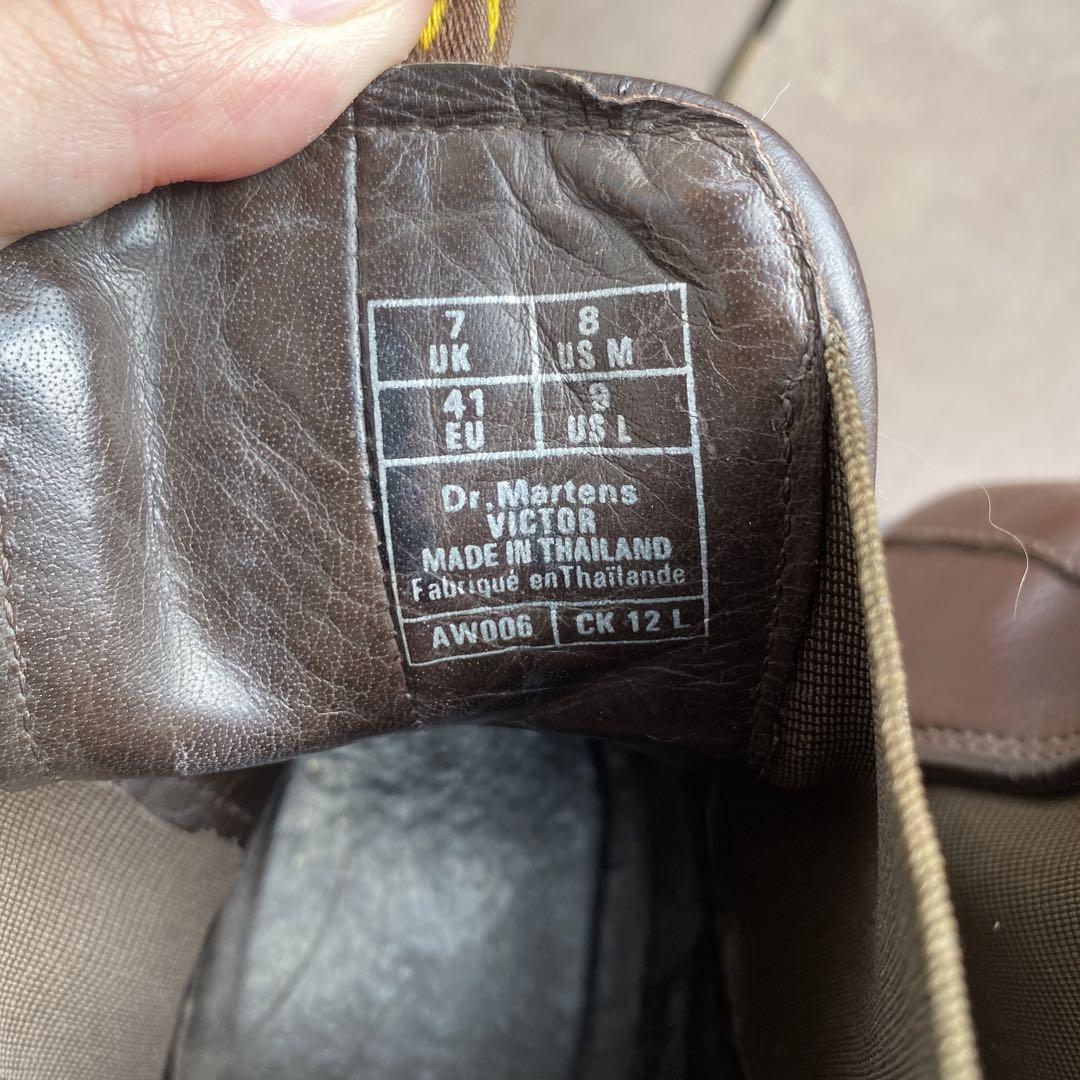 7 8
UK US M
41 9
EU US L
Dr.Martens
VICTOR
MADE IN THAILAND
Fabriqué en Thaïlande
AW006 CK 12 L